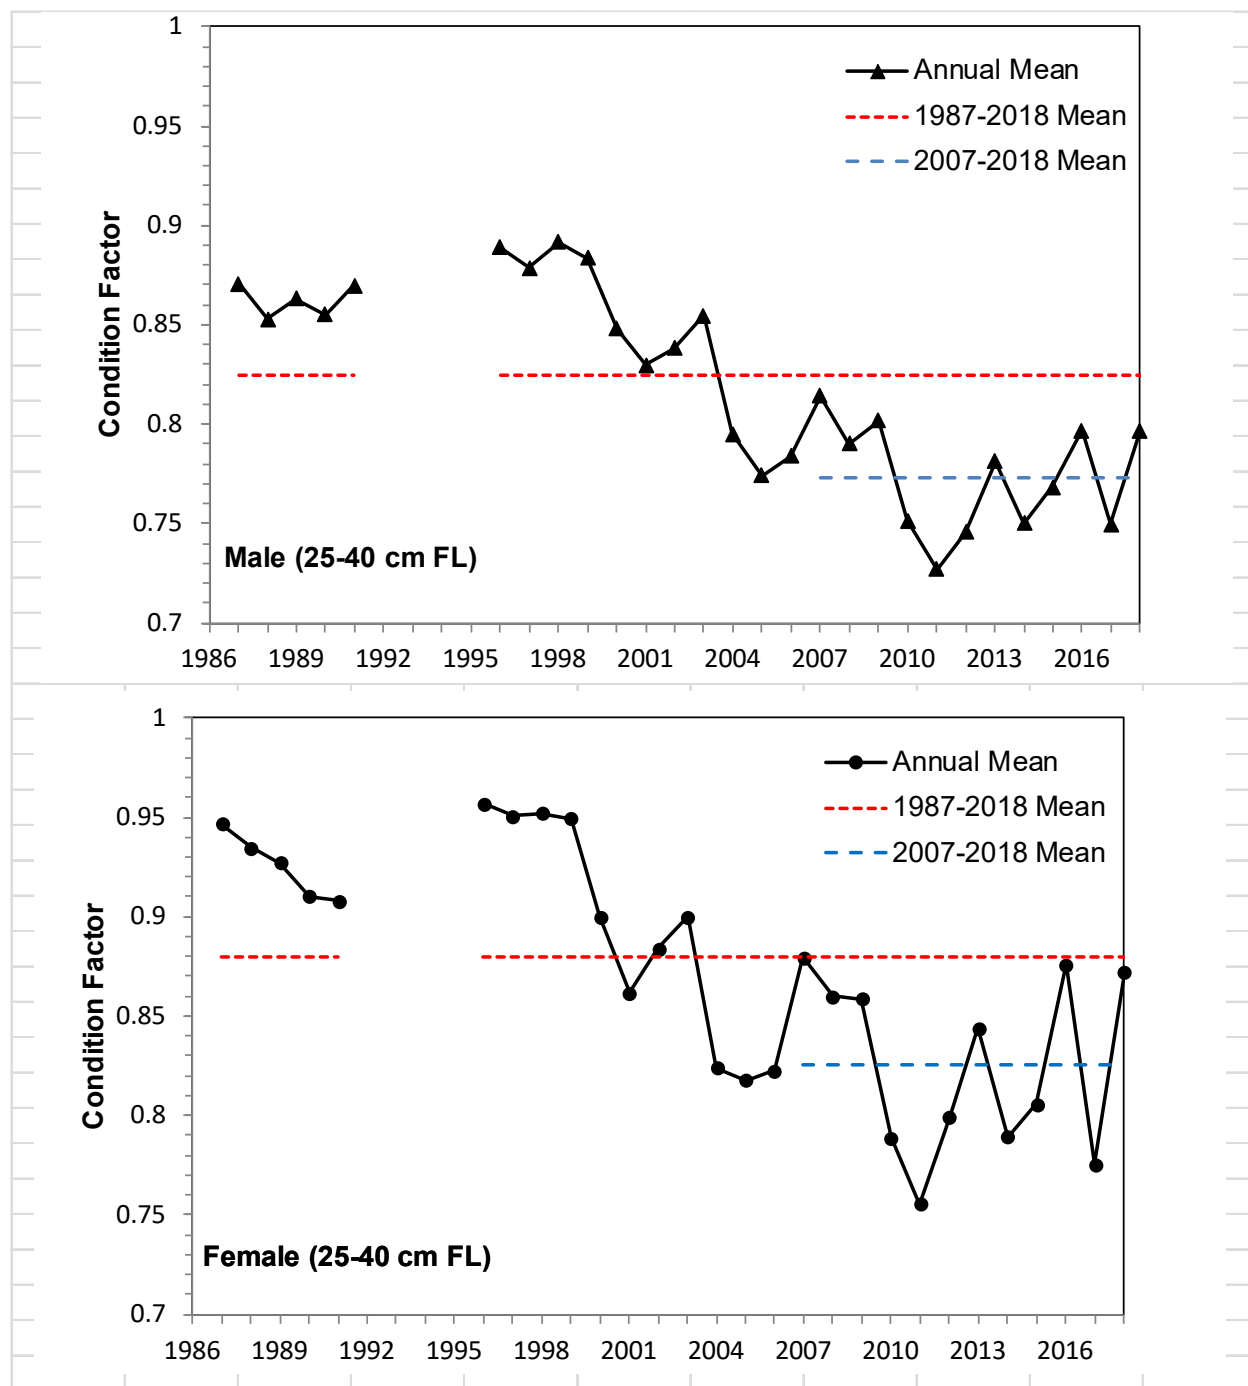 1
0.95
0.9
0.85
0.8
0.75
0.7
Condition Factor
Annual Mean
1987-2018 Mean
2007-2018 Mean
Male (25-40 cm FL)
1986 1989 1992 1995 1998 2001 2004 2007 2010 2013 2016
1
0.95
0.9
0.85
0.8
0.75
0.7
Condition Factor
Annual Mean
1987-2018 Mean
2007-2018 Mean
Female (25-40 cm FL)
1986 1989 1992 1995 1998 2001 2004 2007 2010 2013 2016